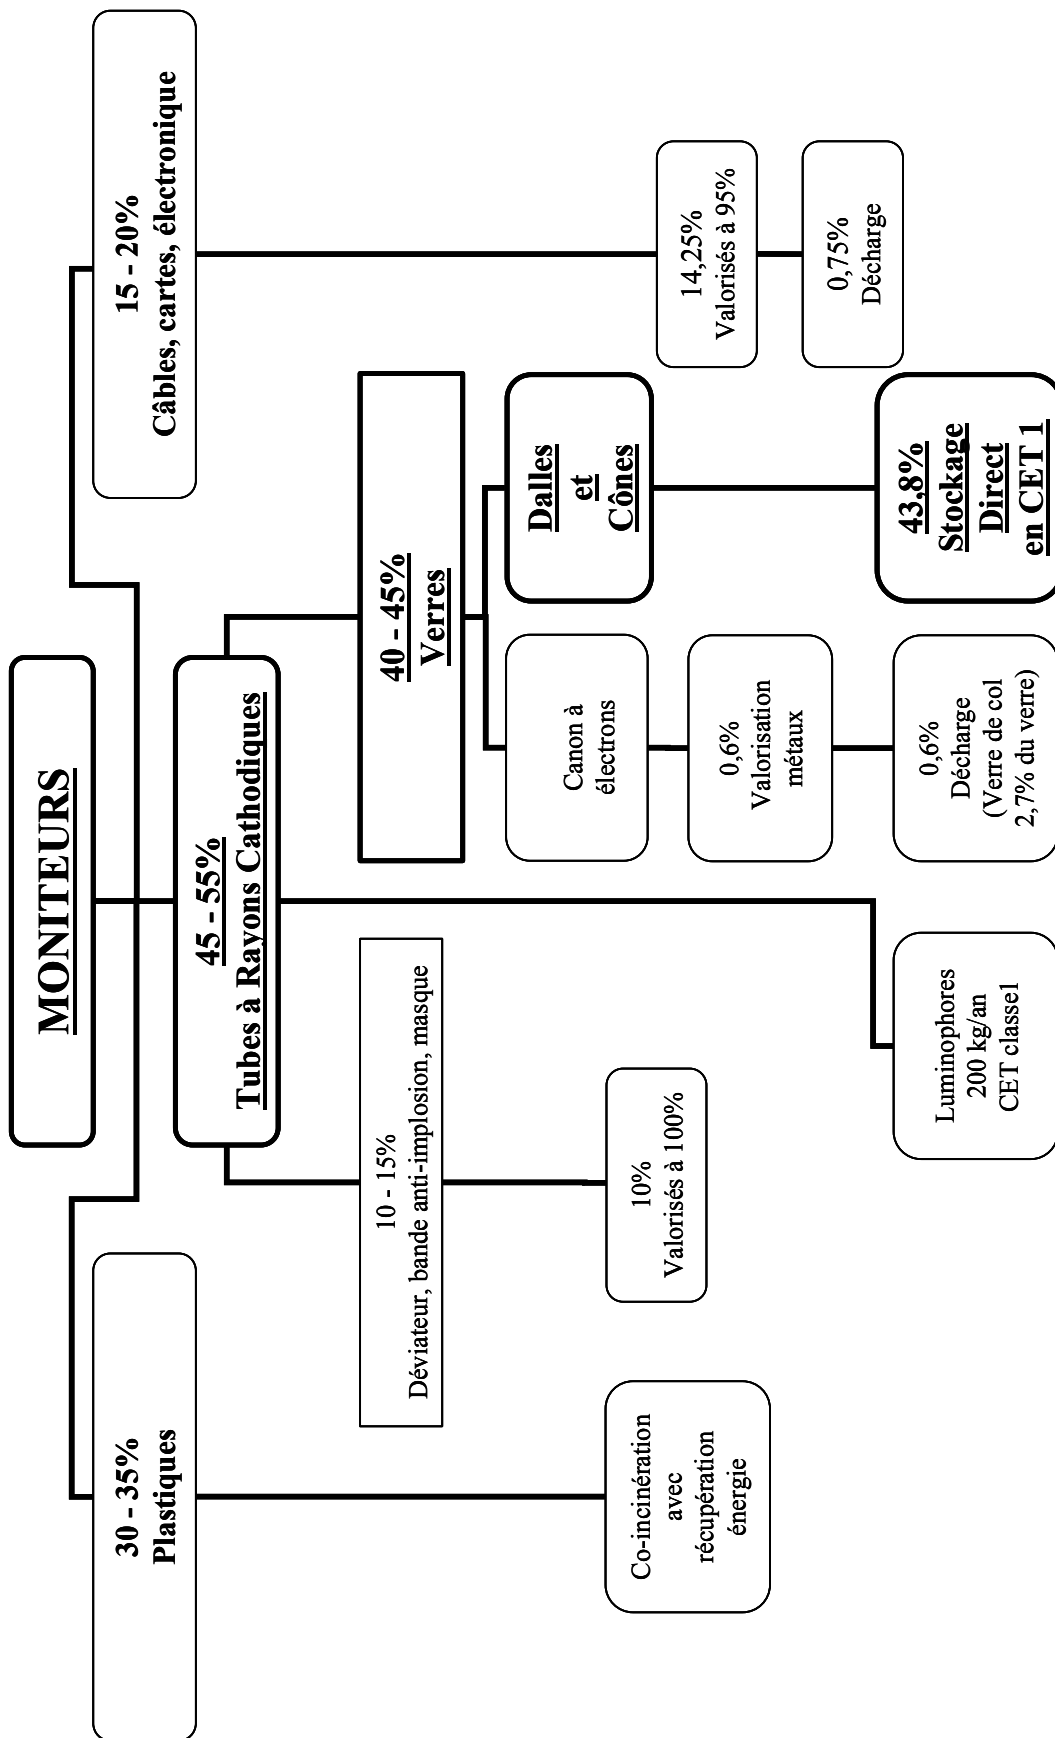 MONITEURS
30 - 35%
Plastiques
45 - 55%
Tubes à Rayons Cathodiques
15 - 20%
Câbles, cartes, électronique
10 - 15%
Déviateur, bande anti-implosion, masque
40 - 45%
Verres
Canon à
électrons
Dalles
et
Cônes
Co-incinération
avec
récupération
énergie
10%
Valorisés à 100%
0,6%
Valorisation
métaux
14,25%
Valorisés à 95%
0,75%
Décharge
Luminophores
200 kg/an
CET classe1
0,6%
Décharge
(Verre de col
2,7% du verre)
43,8%
Stockage
Direct
en CET 1